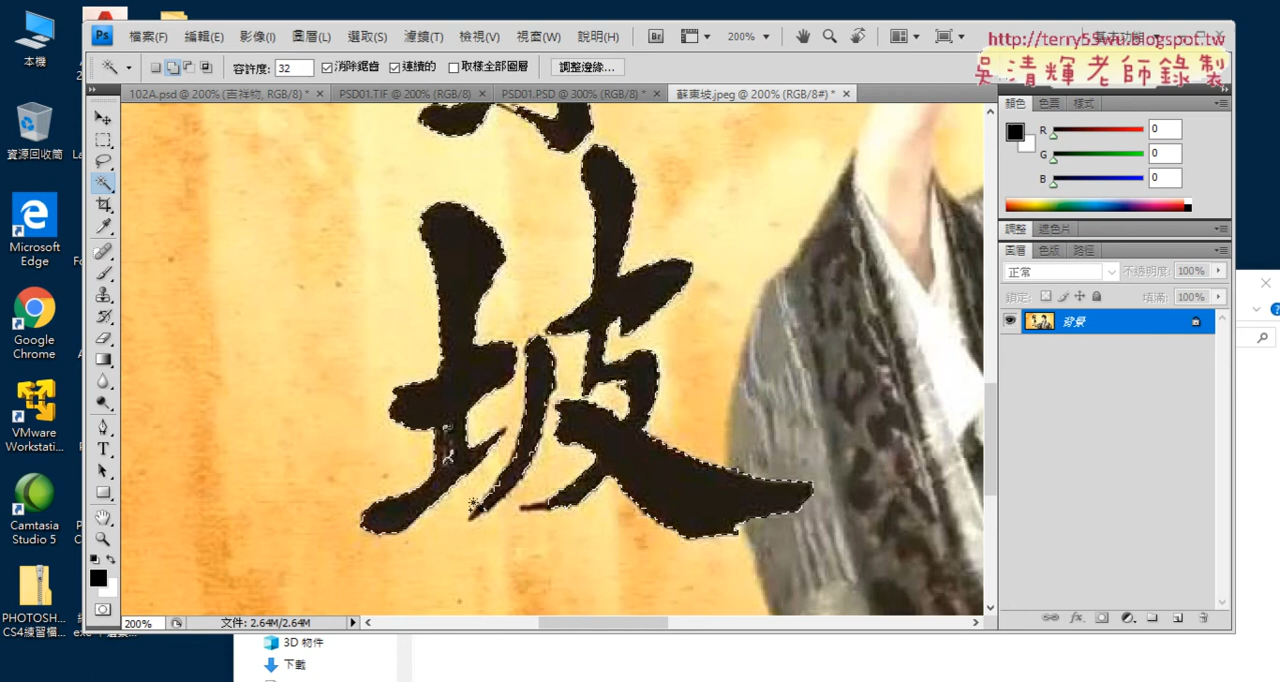 本機
資源回收筒
Microsoft Edge
Google Chrome
VMware Workstati...
Camtasia Studio 5
PHOTOSH... CS4練習檔...
Ps
檔案(F) 編輯(E) 影像(I) 圖層(L) 選取(S) 濾鏡(T) 檢視(V) 視窗(W) 說明(H) Br 200%
http://terry55wu.blogspot.tw
吳清輝老師錄製
容許度: 32 消除鋸齒 連續的 取樣全部圖層 調整邊緣...
102A.psd @ 200% (吉祥物, RGB/8) * × PSD01.TIF @ 200% (RGB/8) × PSD01.PSD @ 300% (RGB/8) * × 蘇東坡.jpeg @ 200% (RGB/8#) * ×
坡
顏色 色票 樣式
R 0
G 0
B 0
調整 遮色片
圖層 色版 路徑
正常 不透明度: 100%
鎖定: 填滿: 100%
背景
200% 文件: 2.64M/2.64M
3D 物件
下載